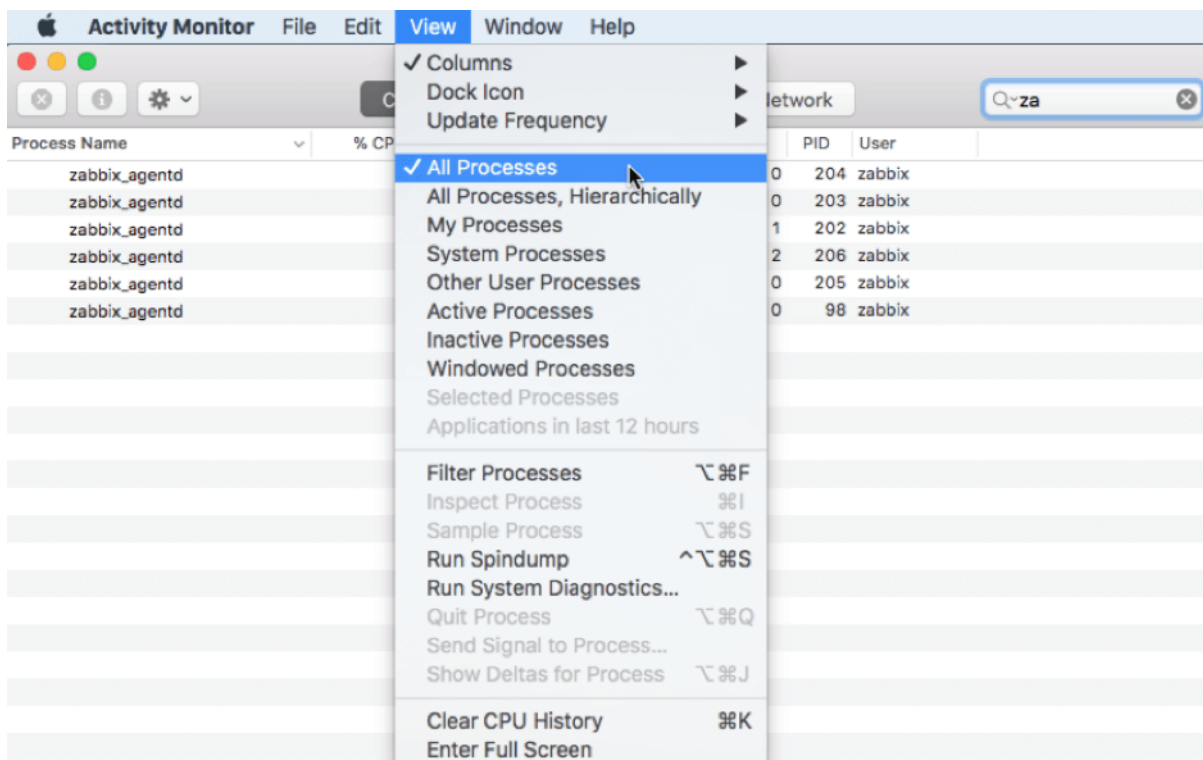 Activity Monitor File Edit View Window Help
✓ Columns ▶
Dock Icon ▶
Update Frequency ▶
C
etwork
za
Process Name % CP PID User
✓ All Processes
All Processes, Hierarchically
My Processes
System Processes
Other User Processes
Active Processes
Inactive Processes
Windowed Processes
Selected Processes
Applications in last 12 hours
Filter Processes ⌥⌘F
Inspect Process ⌘I
Sample Process ⌥⌘S
Run Spindump ^⌥⌘S
Run System Diagnostics...
Quit Process ⌥⌘Q
Send Signal to Process...
Show Deltas for Process ⌥⌘J
Clear CPU History ⌘K
Enter Full Screen
zabbix_agentd 0 204 zabbix
zabbix_agentd 0 203 zabbix
zabbix_agentd 1 202 zabbix
zabbix_agentd 2 206 zabbix
zabbix_agentd 0 205 zabbix
zabbix_agentd 0 98 zabbix